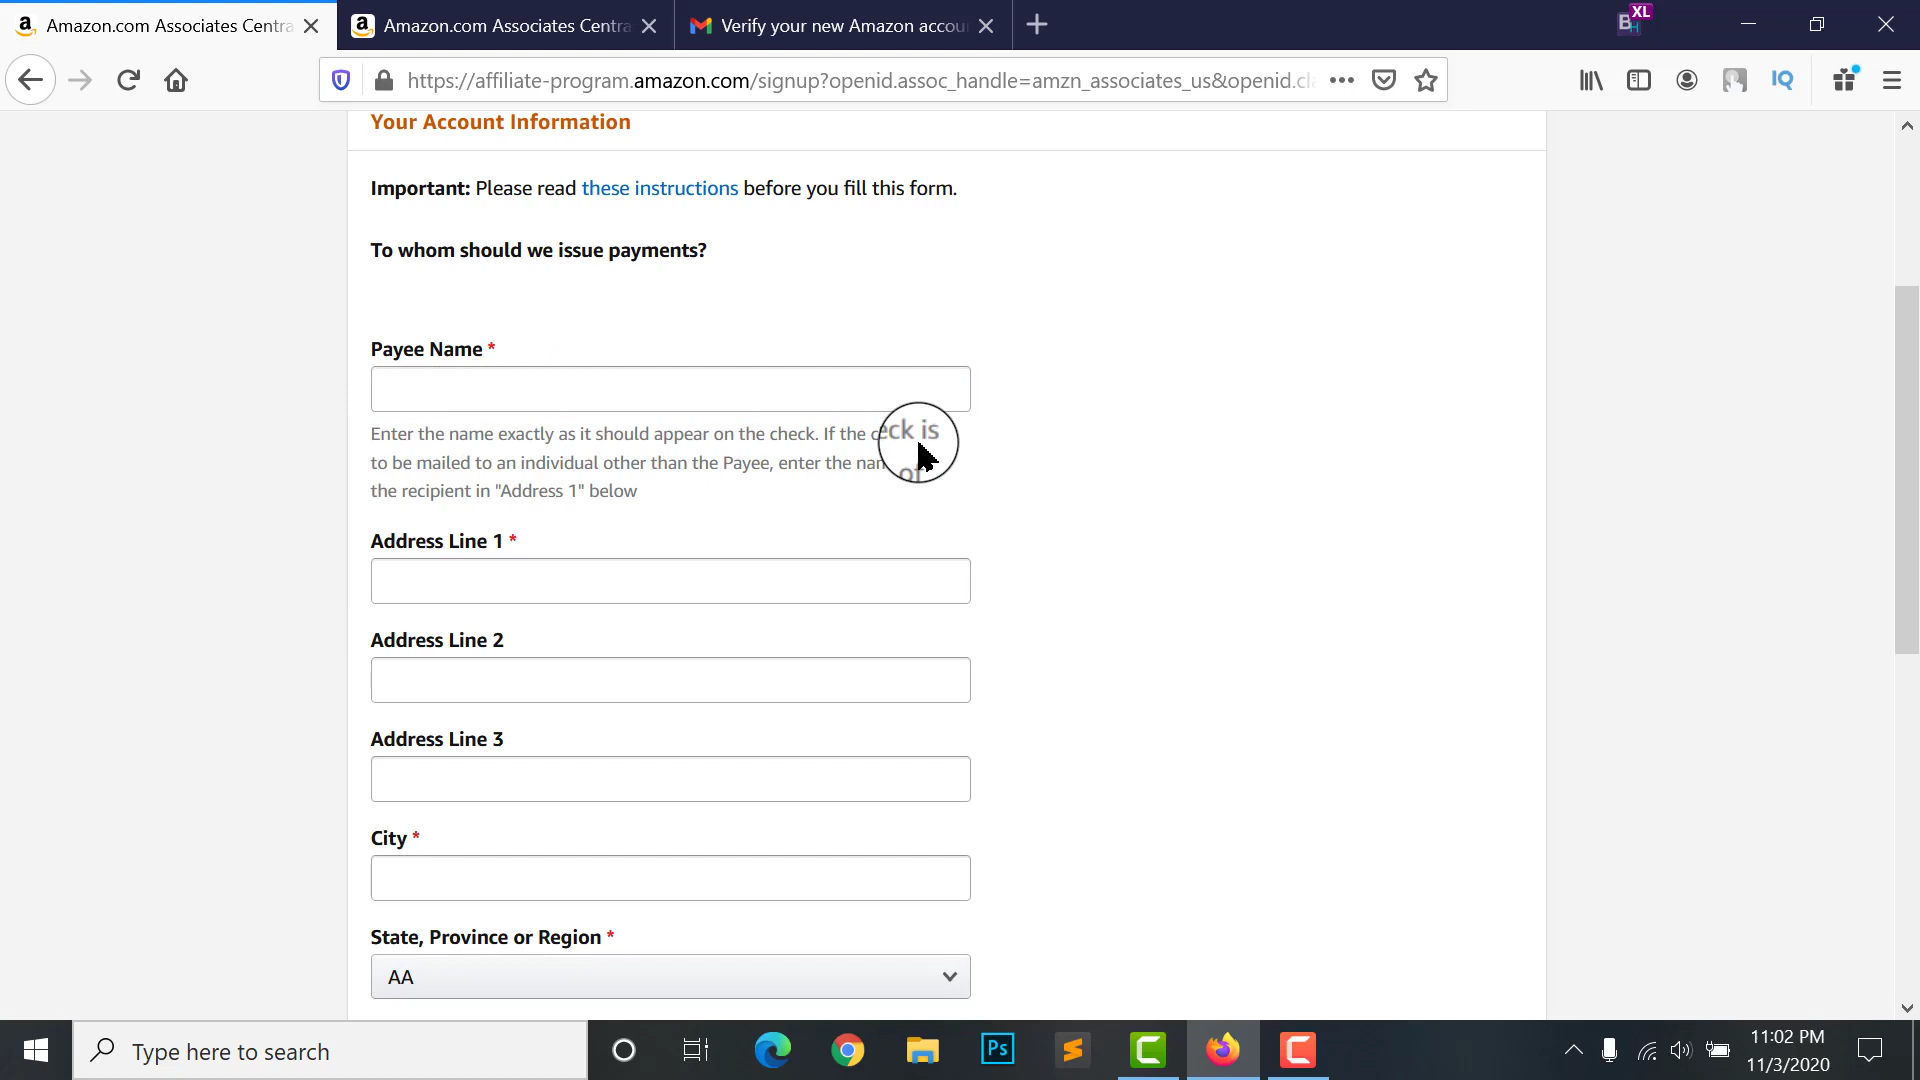 Amazon.com Associates Centra
Amazon.com Associates Centra
Verify your new Amazon accou
XL
https://affiliate-program.amazon.com/signup?openid.assoc_handle=amzn_associates_us&openid.cla
IQ
Your Account Information
Important: Please read these instructions before you fill this form.
To whom should we issue payments?
Payee Name *
Enter the name exactly as it should appear on the check. If the eck is
to be mailed to an individual other than the Payee, enter the of
the recipient in "Address 1" below
Address Line 1 *
Address Line 2
Address Line 3
City *
State, Province or Region *
AA
Type here to search
Ps
11:02 PM
11/3/2020